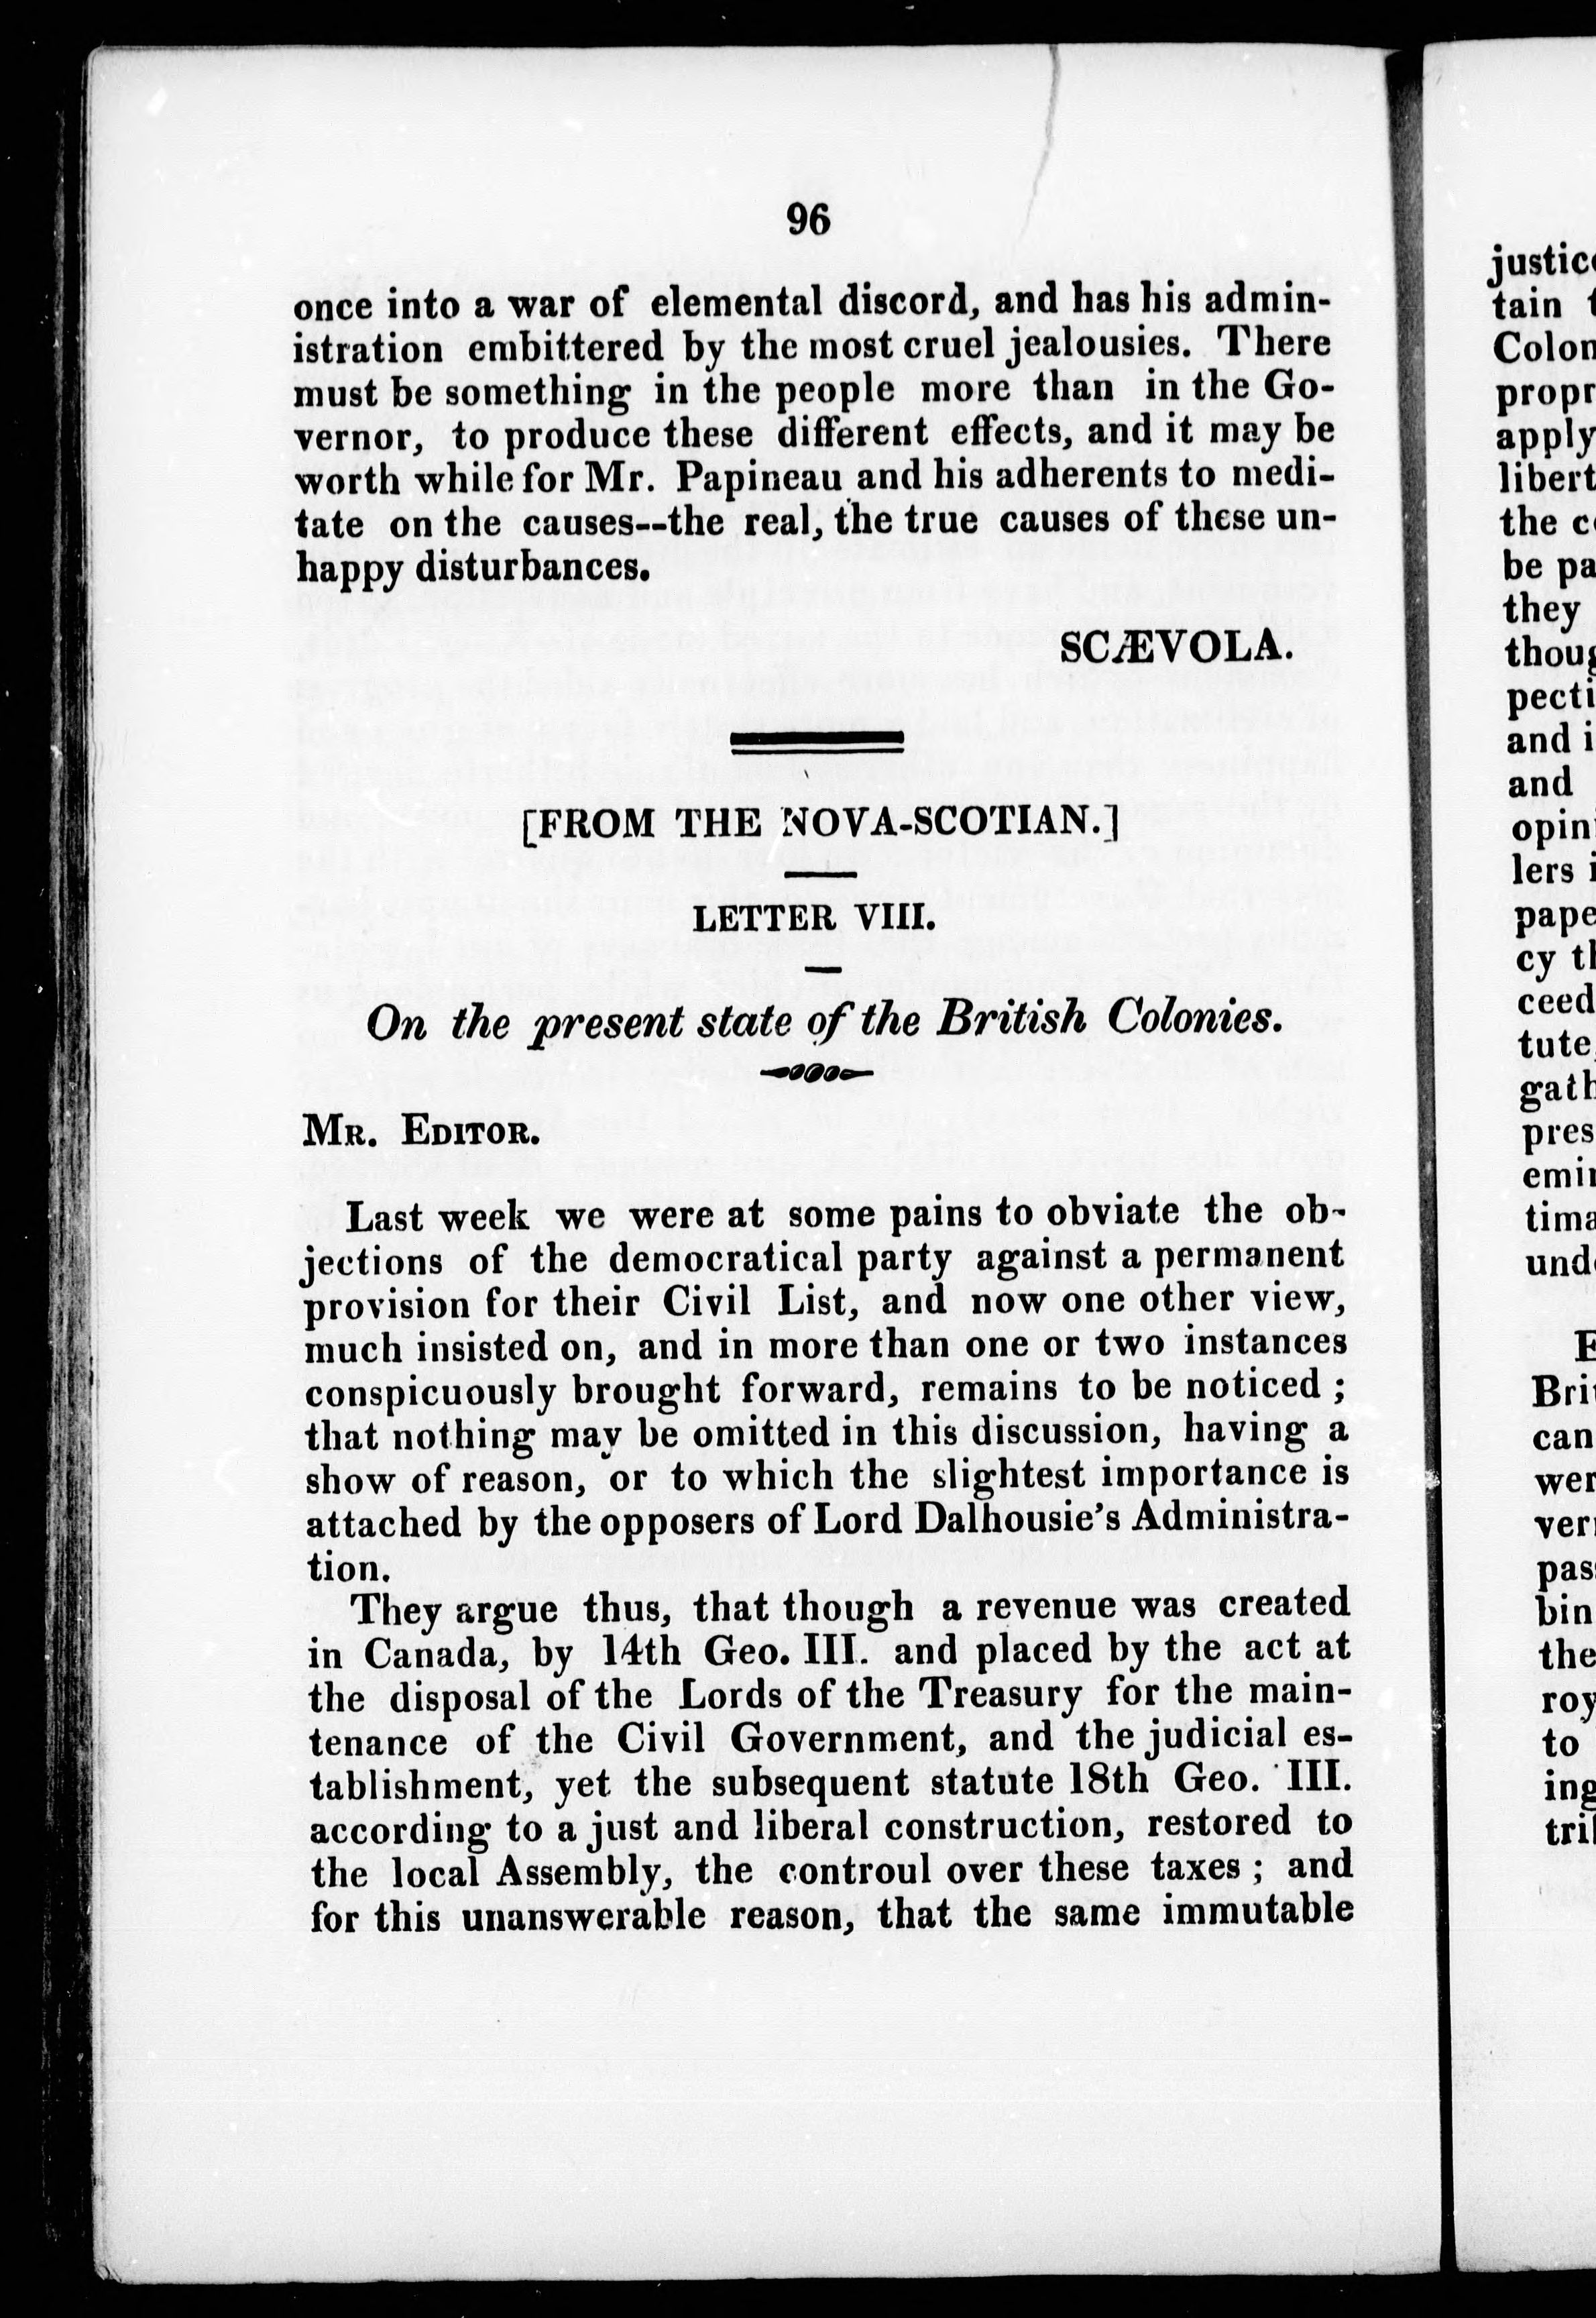 96
once into a war of elemental discord, and has his admin-
istration embittered by the most cruel jealousies. There
must be something in the people more than in the Go-
vernor, to produce these different effects, and it may be
worth while for Mr. Papineau and his adherents to medi-
tate on the causes--the real, the true causes of these un-
happy disturbances.
SCÆVOLA.
[FROM THE NOVA-SCOTIAN.]
LETTER VIII.
On the present state of the British Colonies.
MR. EDITOR.
Last week we were at some pains to obviate the ob-
jections of the democratical party against a permanent
provision for their Civil List, and now one other view,
much insisted on, and in more than one or two instances
conspicuously brought forward, remains to be noticed ;
that nothing may be omitted in this discussion, having a
show of reason, or to which the slightest importance is
attached by the opposers of Lord Dalhousie's Administra-
tion.
They argue thus, that though a revenue was created
in Canada, by 14th Geo. III. and placed by the act at
the disposal of the Lords of the Treasury for the main-
tenance of the Civil Government, and the judicial es-
tablishment, yet the subsequent statute 18th Geo. III.
according to a just and liberal construction, restored to
the local Assembly, the controul over these taxes ; and
for this unanswerable reason, that the same immutable
tain
apply
the
be
they
and
and
lers
cy
to